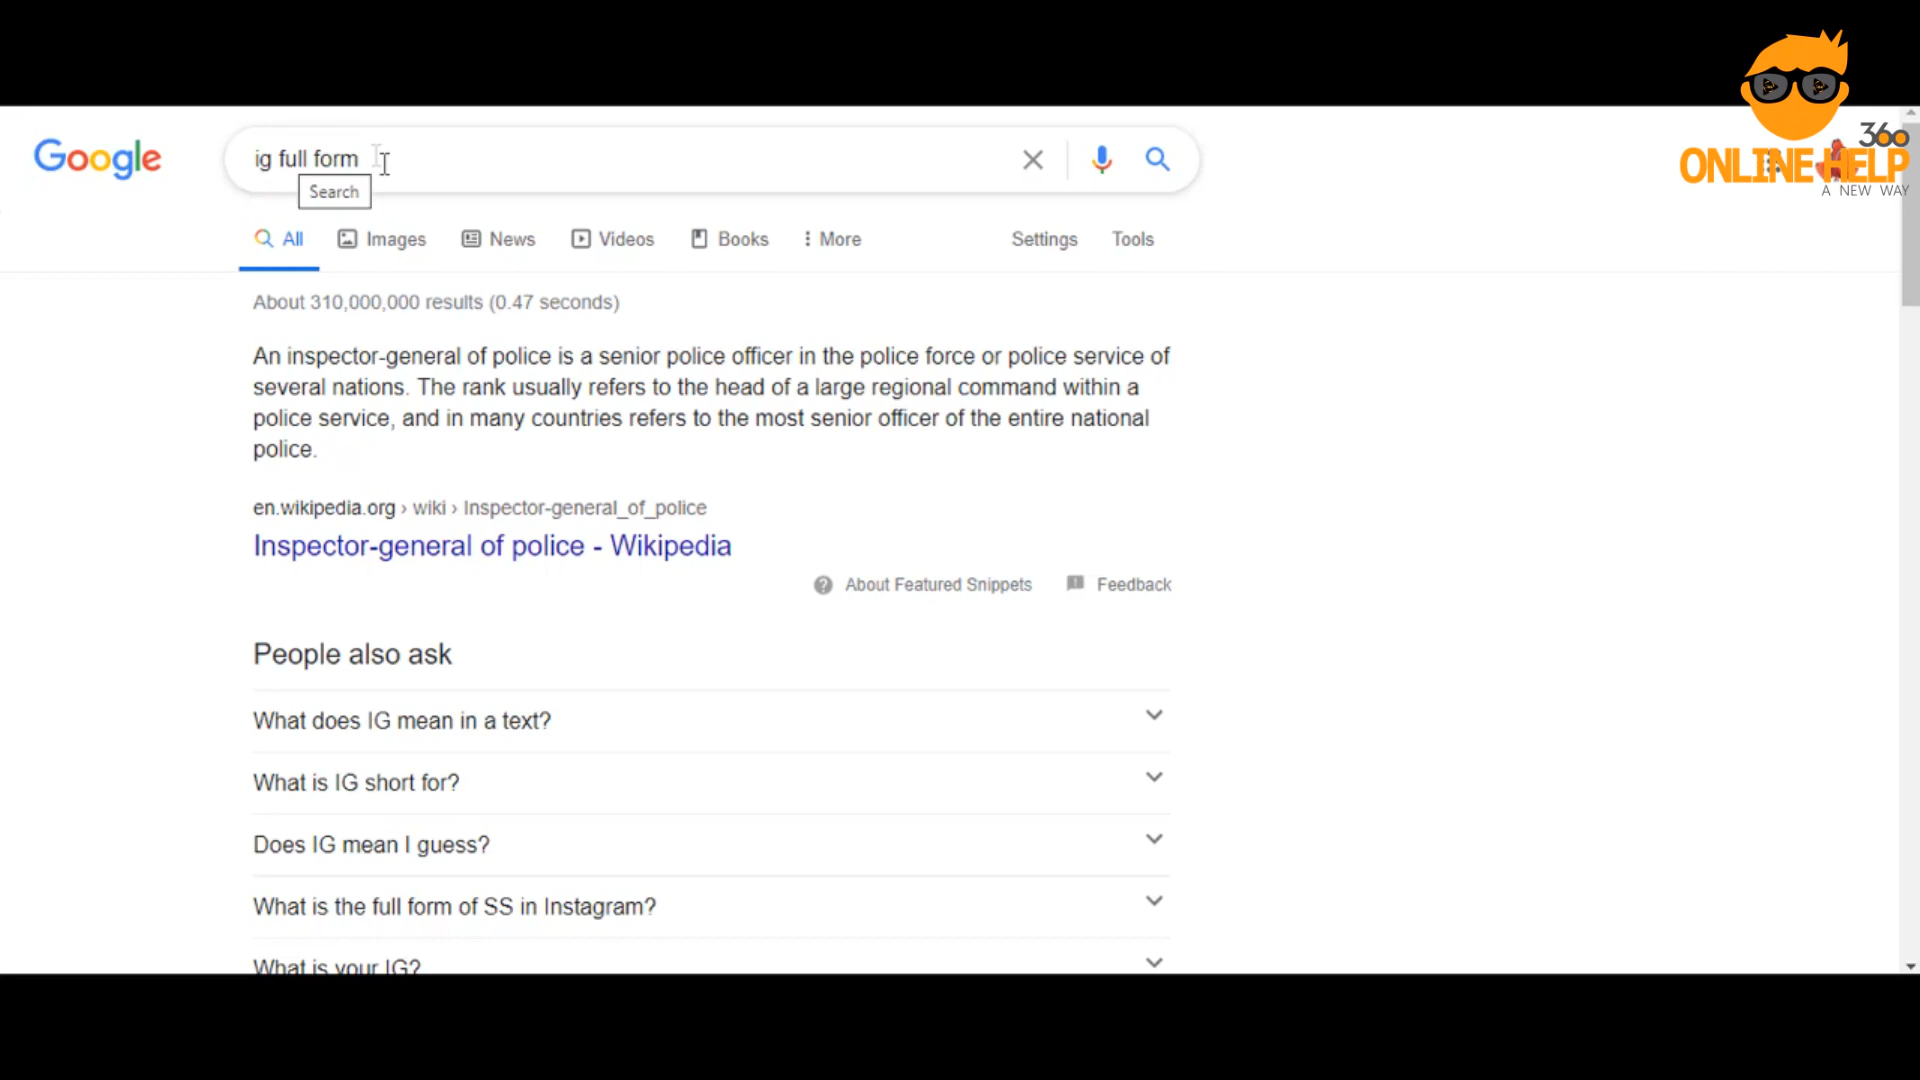 360
ONLINE HELP
A NEW WAY
Google
ig full form
Search
All Images News Videos Books More Settings Tools
About 310,000,000 results (0.47 seconds)
An inspector-general of police is a senior police officer in the police force or police service of
several nations. The rank usually refers to the head of a large regional command within a
police service, and in many countries refers to the most senior officer of the entire national
police.
en.wikipedia.org › wiki › Inspector-general_of_police
Inspector-general of police - Wikipedia
About Featured Snippets Feedback
People also ask
What does IG mean in a text?
What is IG short for?
Does IG mean I guess?
What is the full form of SS in Instagram?
What is your IG?